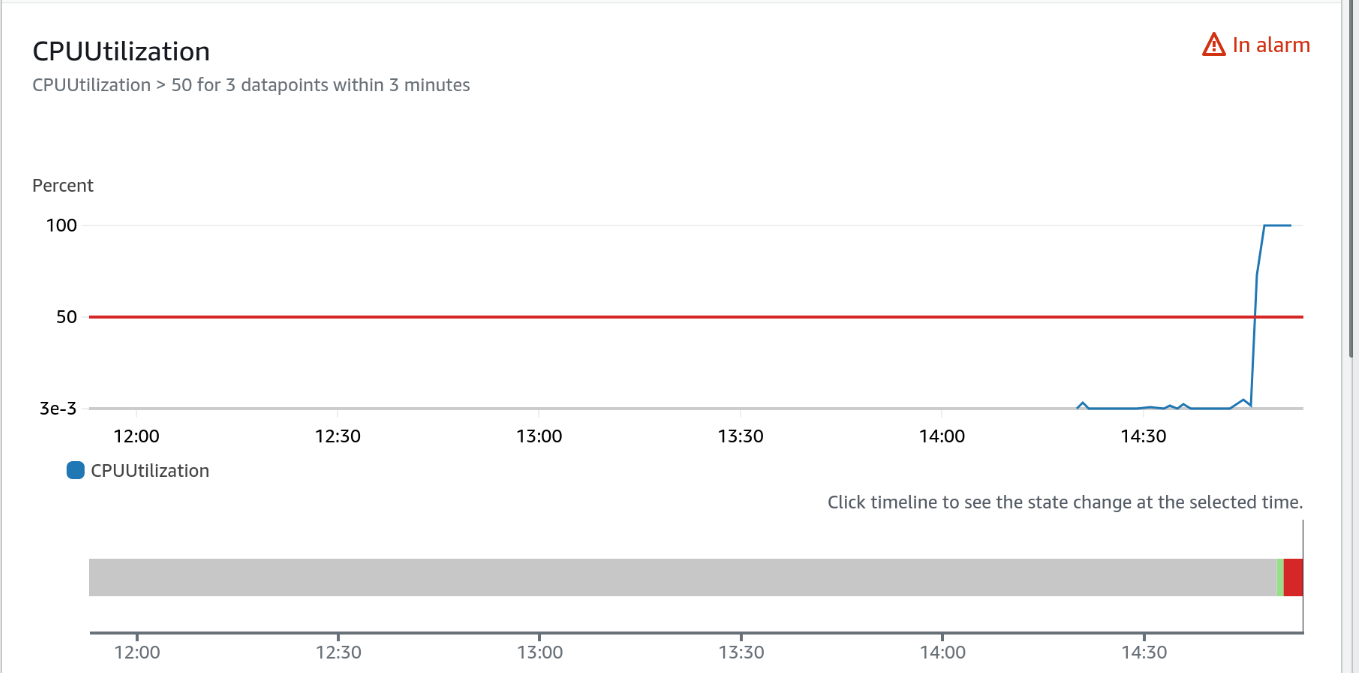 CPUUtilization
In alarm
CPUUtilization > 50 for 3 datapoints within 3 minutes
Percent
100
50
3e-3
12:00 12:30 13:00 13:30 14:00 14:30
CPUUtilization
Click timeline to see the state change at the selected time.
12:00 12:30 13:00 13:30 14:00 14:30